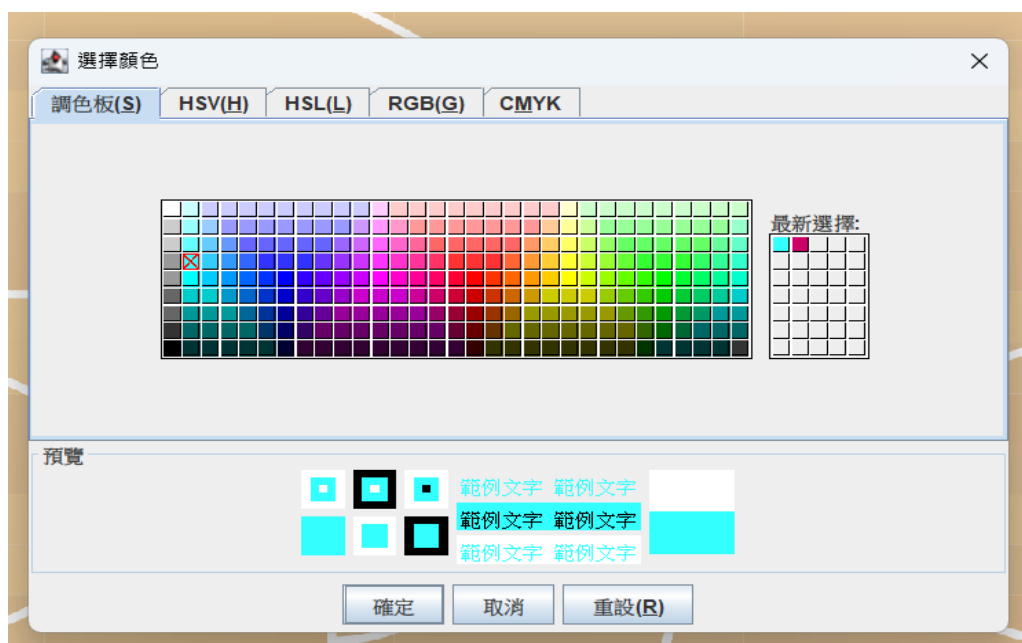 選擇顏色
調色板(S) HSV(H) HSL(L) RGB(G) CMYK
最新選擇:
預覽
範例文字 範例文字
範例文字 範例文字
範例文字 範例文字
確定 取消 重設(R)